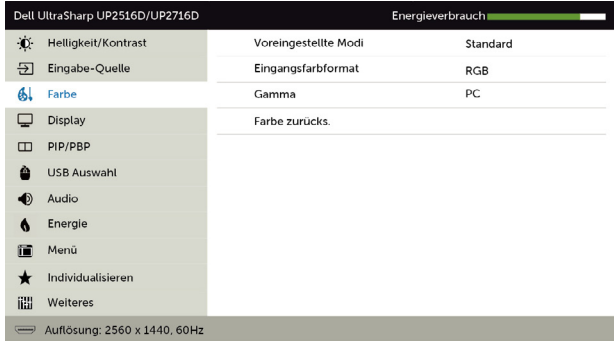 Dell UltraSharp UP2516D/UP2716D Energieverbrauch
Helligkeit/Kontrast Voreingestellte Modi Standard
Eingabe-Quelle Eingangsfarbformat RGB
Farbe Gamma PC
Display Farbe zurücks.
PIP/PBP
USB Auswahl
Audio
Energie
Menü
Individualisieren
Weiteres
Auflösung: 2560 x 1440, 60Hz